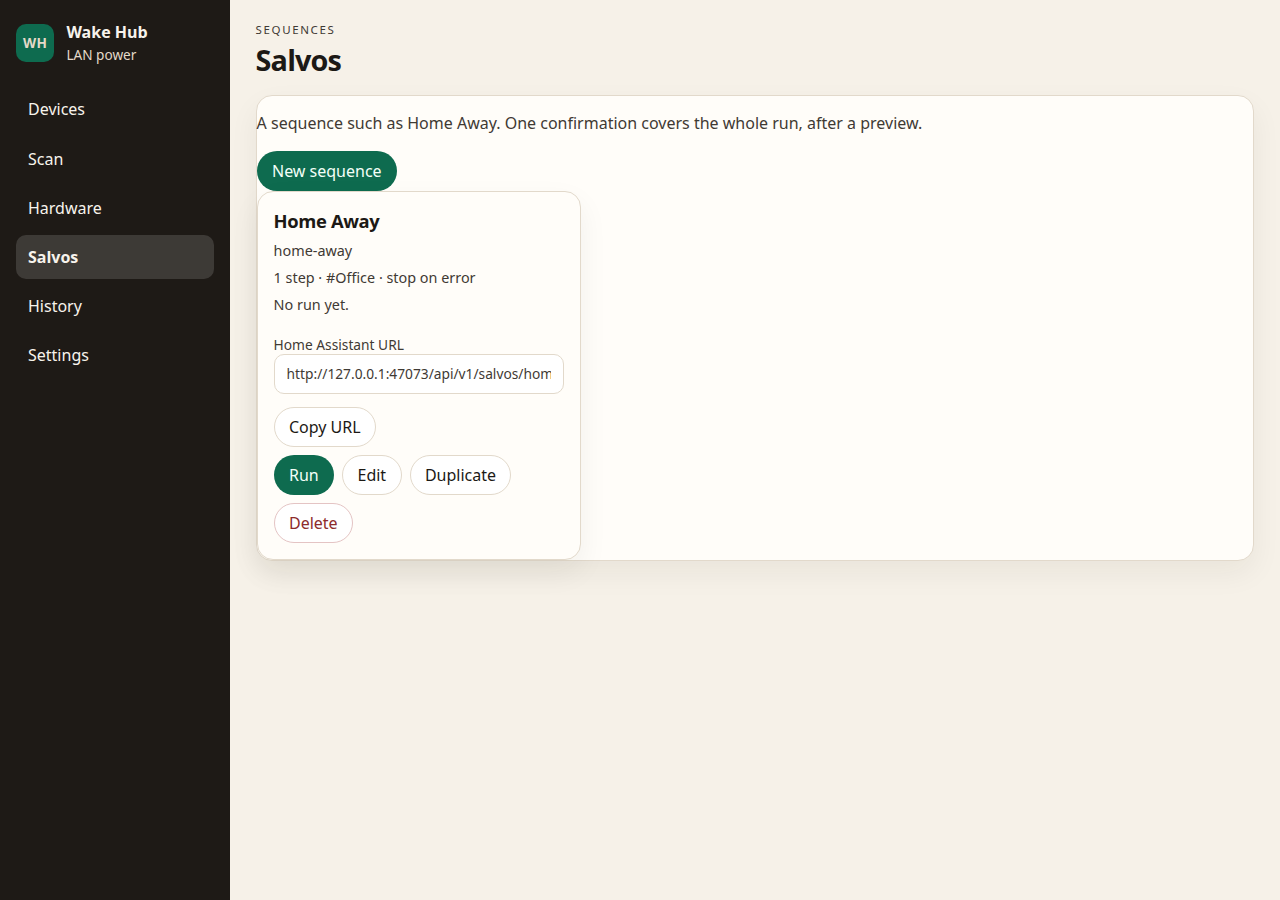 WH
Wake Hub
LAN power
Devices
Scan
Hardware
Salvos
History
Settings
SEQUENCES
Salvos
A sequence such as Home Away. One confirmation covers the whole run, after a preview.
New sequence
Home Away
home-away
1 step · #Office · stop on error
No run yet.
Home Assistant URL
http://127.0.0.1:47073/api/v1/salvos/hom
Copy URL
Run Edit Duplicate
Delete